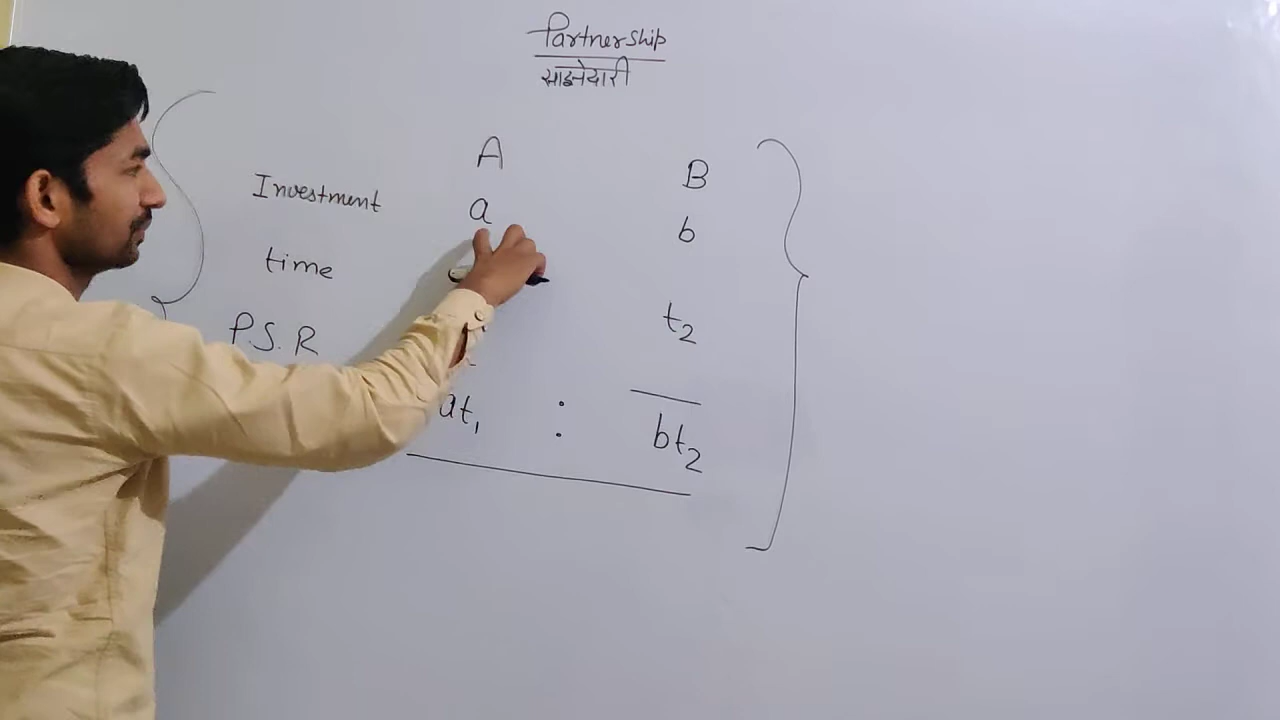 Partnership
साझेदारी
A B
Investment a b
time t₂
P.S.R
at₁ : bt₂